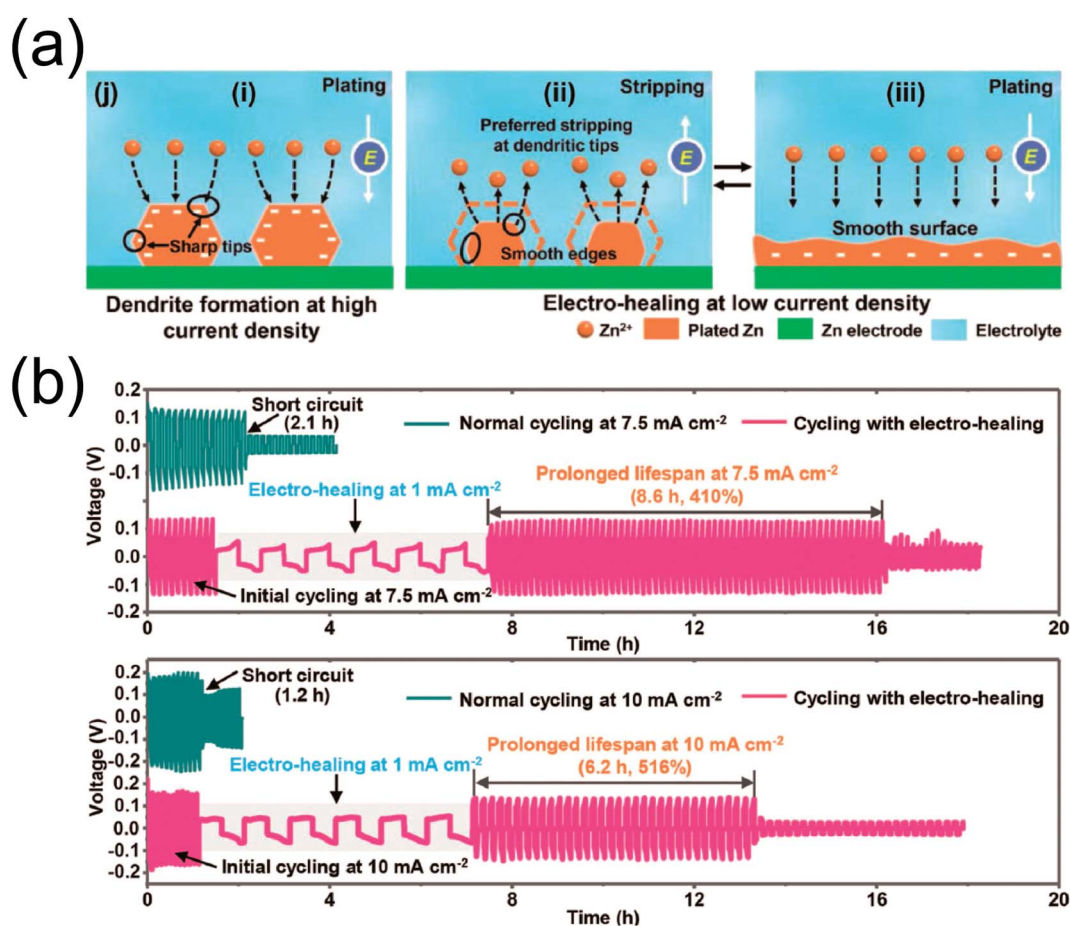 (a)
(j)
(i)
Plating
E
Sharp tips
Dendrite formation at high
current density
(ii)
Stripping
Preferred stripping
at dendritic tips
E
Smooth edges
(iii)
Plating
E
Smooth surface
Electro-healing at low current density
Zn²⁺
Plated Zn
Zn electrode
Electrolyte
(b)
Voltage (V)
0.2
0.1
0.0
-0.1
0.1
0.0
-0.1
-0.2
Short circuit
(2.1 h)
Normal cycling at 7.5 mA cm⁻²
Cycling with electro-healing
Electro-healing at 1 mA cm⁻²
Prolonged lifespan at 7.5 mA cm⁻²
(8.6 h, 410%)
Initial cycling at 7.5 mA cm⁻²
0 4 8 12 16 20
Time (h)
Voltage (V)
0.2
0.1
0.0
-0.1
-0.2
0.1
0.0
-0.1
-0.2
Short circuit
(1.2 h)
Normal cycling at 10 mA cm⁻²
Cycling with electro-healing
Electro-healing at 1 mA cm⁻²
Prolonged lifespan at 10 mA cm⁻²
(6.2 h, 516%)
Initial cycling at 10 mA cm⁻²
0 4 8 12 16 20
Time (h)